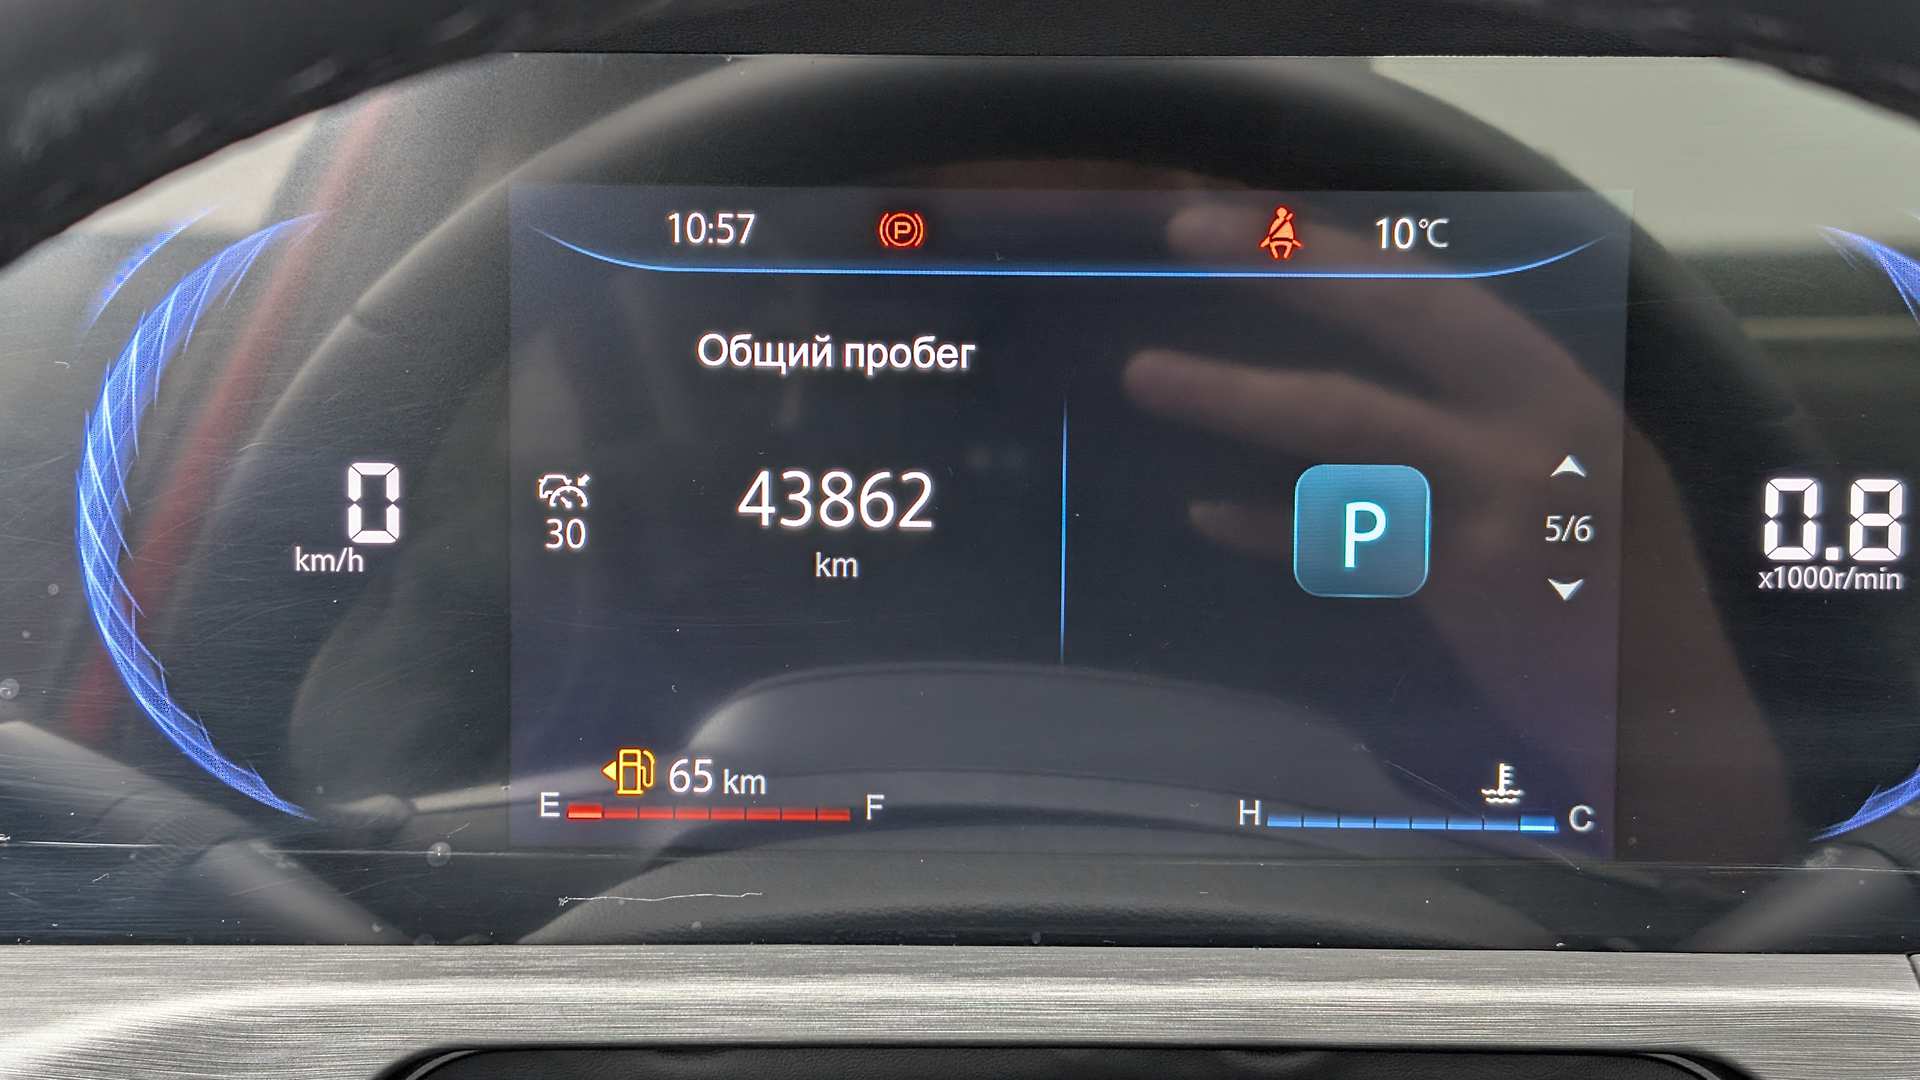 10:57
10℃
Общий пробег
0
km/h
30
43862
km
P
5/6
0.8
x1000r/min
65 km
E
F
H
C